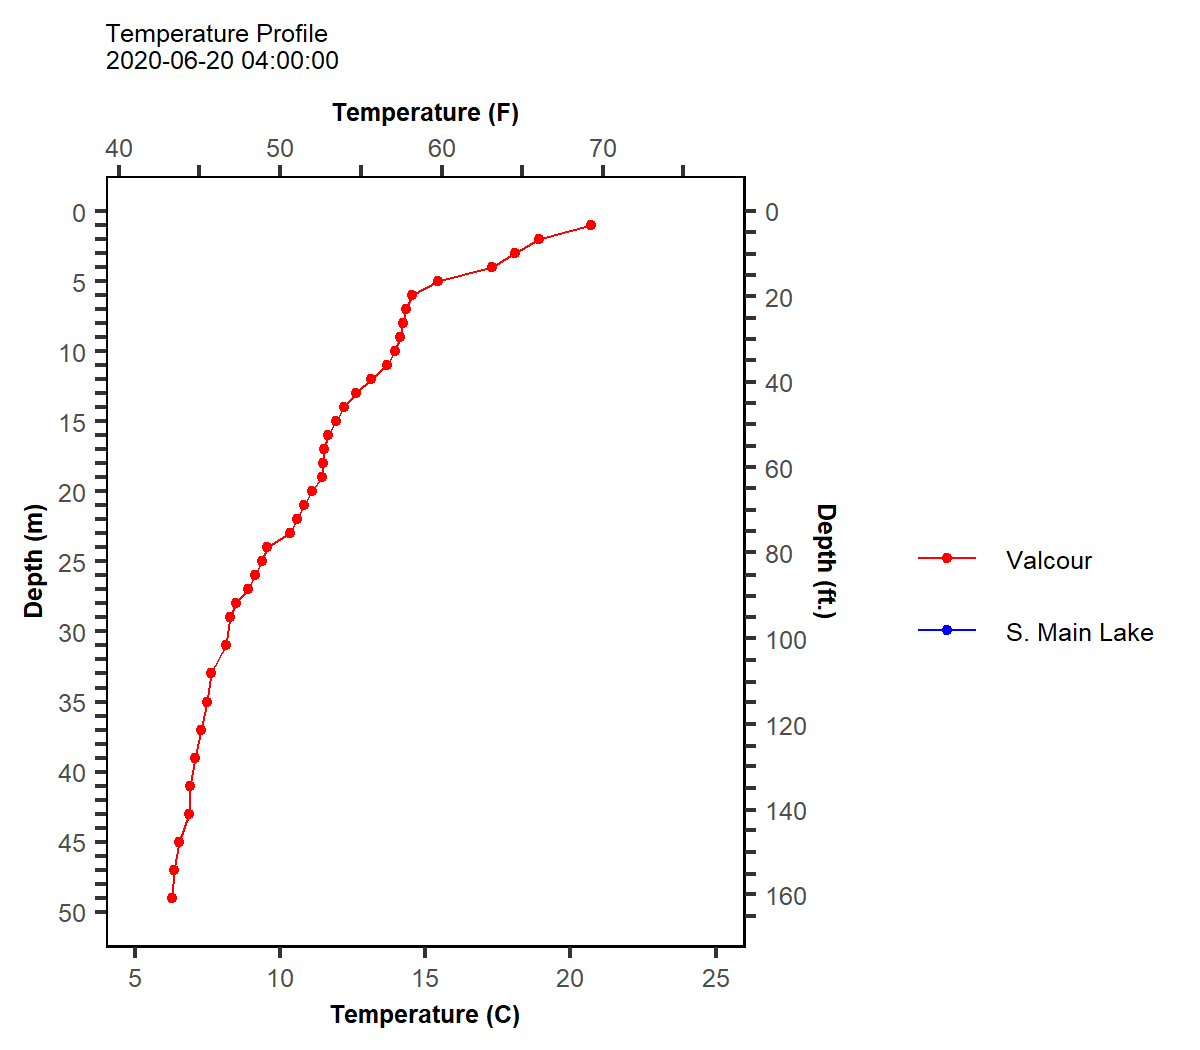 Temperature Profile
2020-06-20 04:00:00
Temperature (F)
40 50 60 70
0
5
10
15
20
25
30
35
40
45
50
Depth (m)
0
20
40
60
80
100
120
140
160
Depth (ft.)
Valcour
S. Main Lake
5 10 15 20 25
Temperature (C)